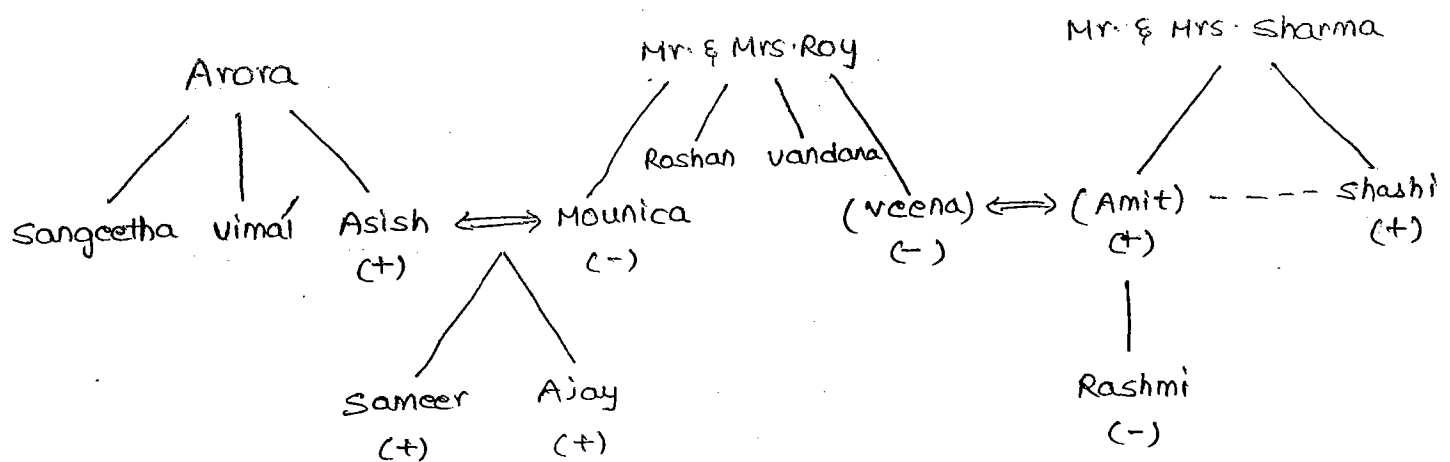 Mr. & Mrs. Sharma
Mr. & Mrs. Roy
Arora
Roshan vandana
Sangeetha vimal Asish ⟺ Mounica (veena) ⟺ (Amit) ---- Shashi
(+) (-) (-) (+) (+)
Sameer Ajay Rashmi
(+) (+) (-)